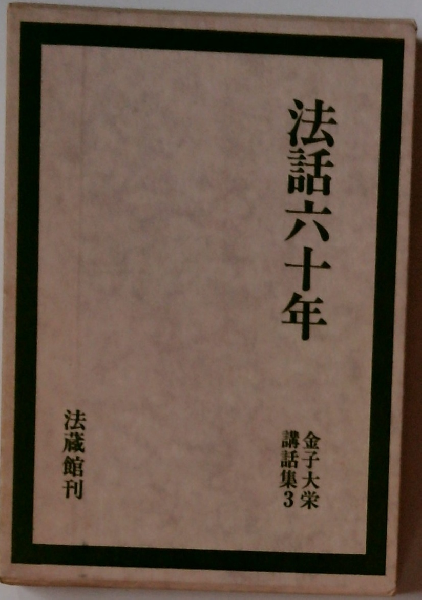 法話六十年
金子大栄
講話集3
法蔵館刊